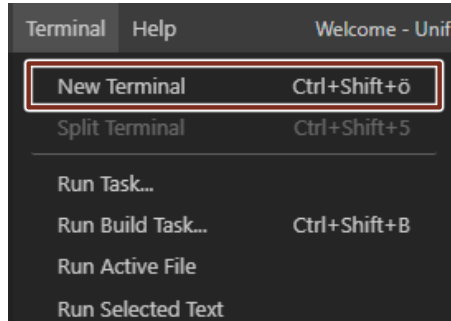 Terminal Help Welcome - Unif
New Terminal Ctrl+Shift+ö
Split Terminal Ctrl+Shift+5
Run Task...
Run Build Task... Ctrl+Shift+B
Run Active File
Run Selected Text